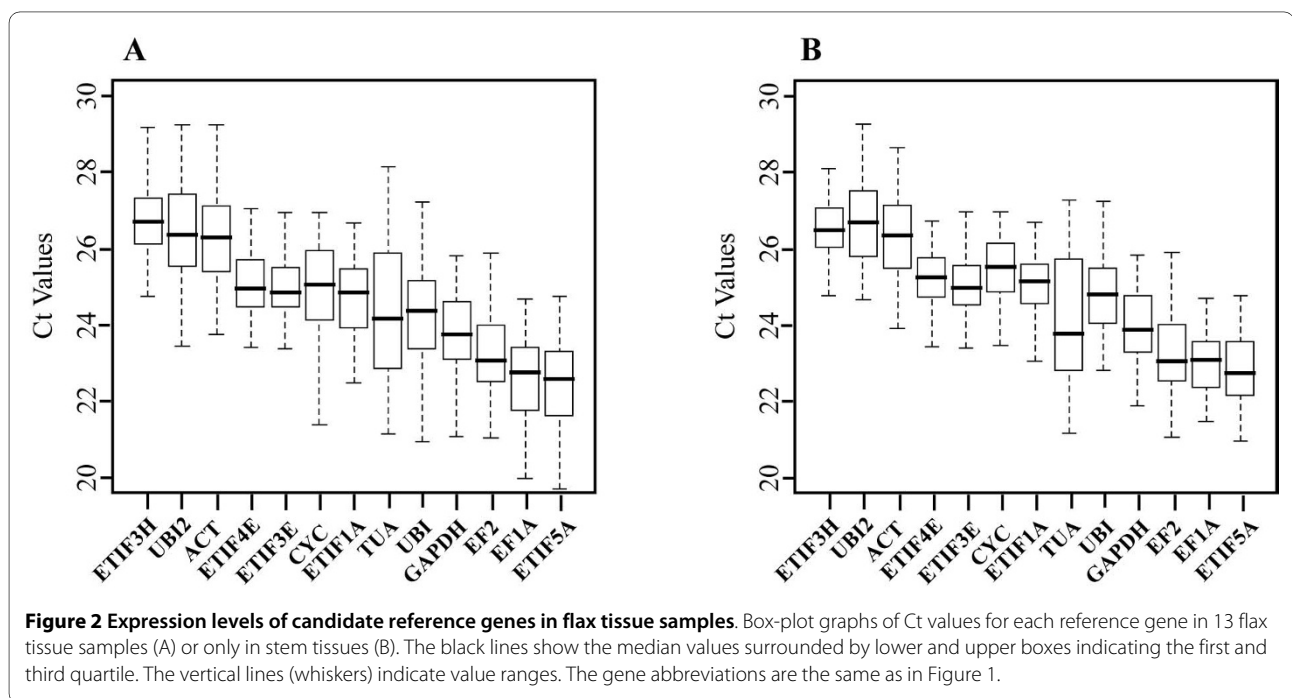 A
B
30
28
26
24
22
20
Ct Values
ETIF3H
UBI2
ACT
ETIF4E
ETIF3E
CYC
ETIF1A
TUA
UBI
GAPDH
EF2
EF1A
ETIF5A
30
28
26
24
22
20
Ct Values
ETIF3H
UBI2
ACT
ETIF4E
ETIF3E
CYC
ETIF1A
TUA
UBI
GAPDH
EF2
EF1A
ETIF5A
Figure 2 Expression levels of candidate reference genes in flax tissue samples. Box-plot graphs of Ct values for each reference gene in 13 flax
tissue samples (A) or only in stem tissues (B). The black lines show the median values surrounded by lower and upper boxes indicating the first and
third quartile. The vertical lines (whiskers) indicate value ranges. The gene abbreviations are the same as in Figure 1.